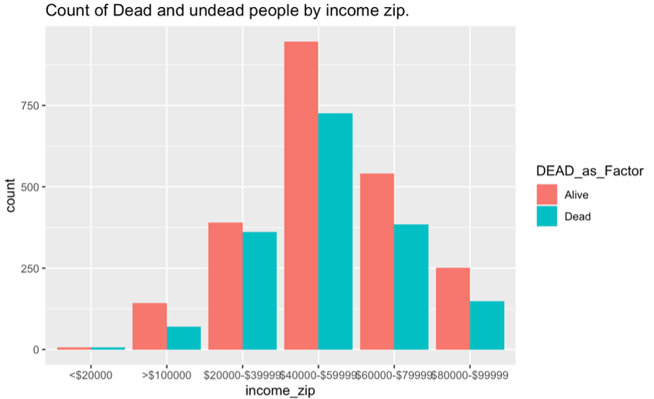 Count of Dead and undead people by income zip.
750
500
250
0
count
<$20000
>$100000
$20000-$39999
$40000-$59999
$60000-$79999
$80000-$99999
income_zip
DEAD_as_Factor
Alive
Dead